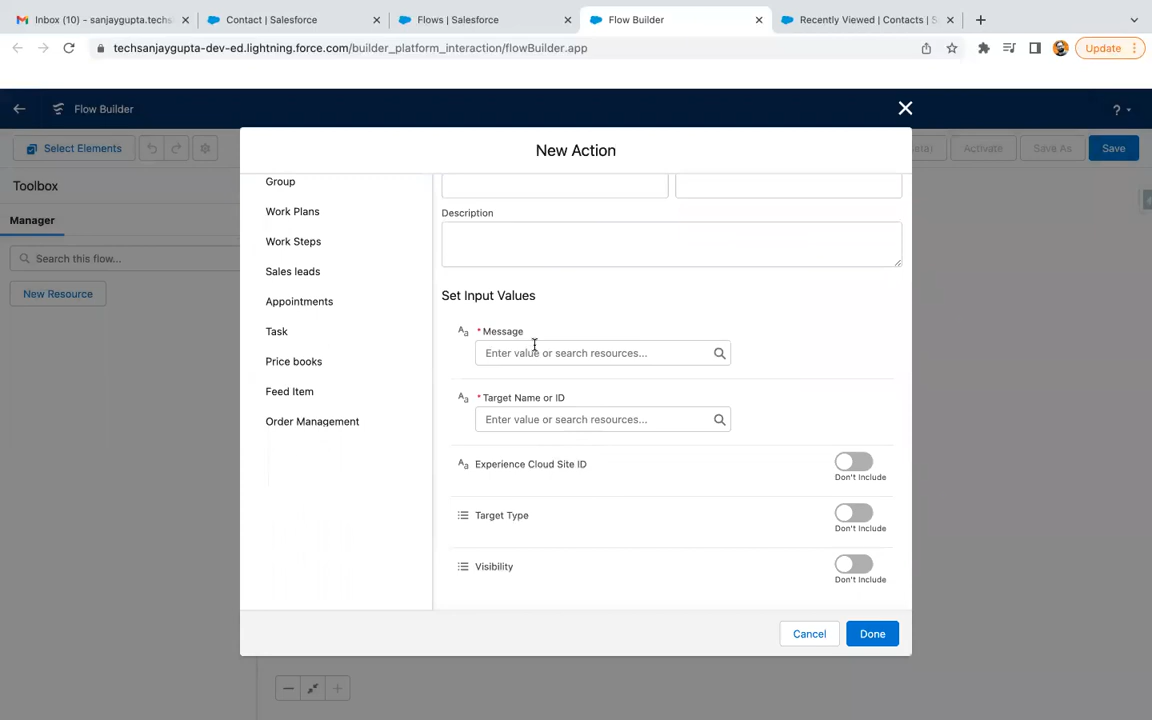 Inbox (10) - sanjaygupta.techs
Contact | Salesforce
Flows | Salesforce
Flow Builder
Recently Viewed | Contacts | S
techsanjaygupta-dev-ed.lightning.force.com/builder_platform_interaction/flowBuilder.app
Update
Flow Builder
?
Select Elements
Activate
Save As
Save
Toolbox
Manager
Search this flow...
New Resource
New Action
Group
Work Plans
Work Steps
Sales leads
Appointments
Task
Price books
Feed Item
Order Management
Description
Set Input Values
Aa * Message
Enter value or search resources...
Aa * Target Name or ID
Enter value or search resources...
Aa Experience Cloud Site ID
Don't Include
Target Type
Don't Include
Visibility
Don't Include
Cancel
Done